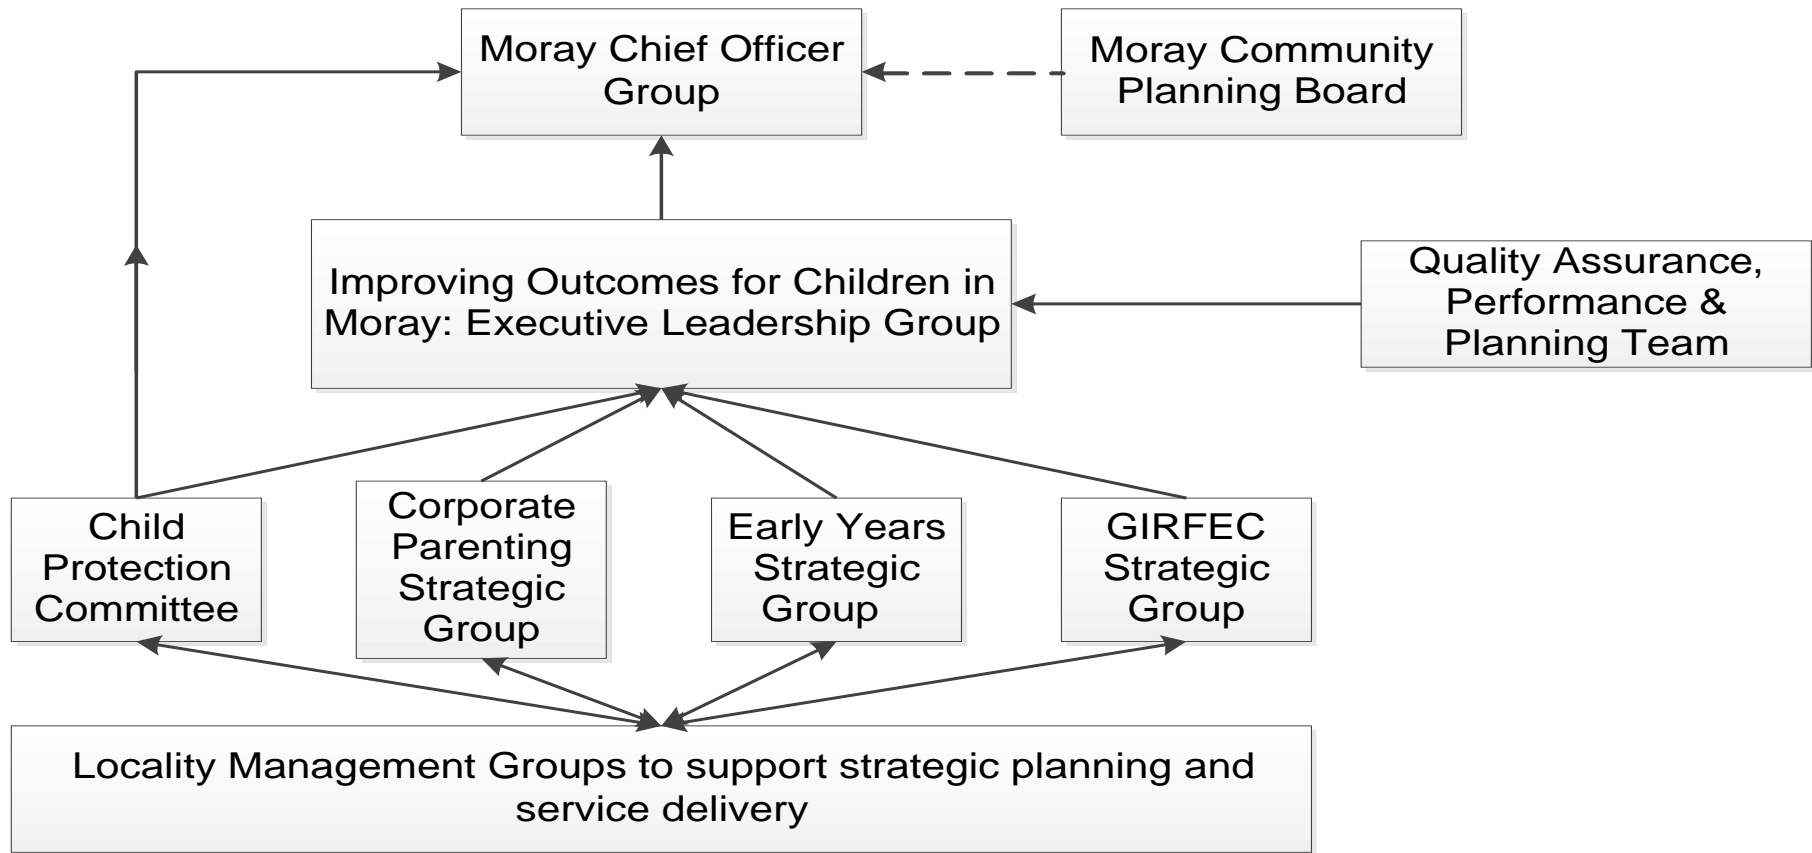 Moray Chief Officer
Group
Moray Community
Planning Board
Improving Outcomes for Children in
Moray: Executive Leadership Group
Quality Assurance,
Performance &
Planning Team
Child
Protection
Committee
Corporate
Parenting
Strategic
Group
Early Years
Strategic
Group
GIRFEC
Strategic
Group
Locality Management Groups to support strategic planning and
service delivery